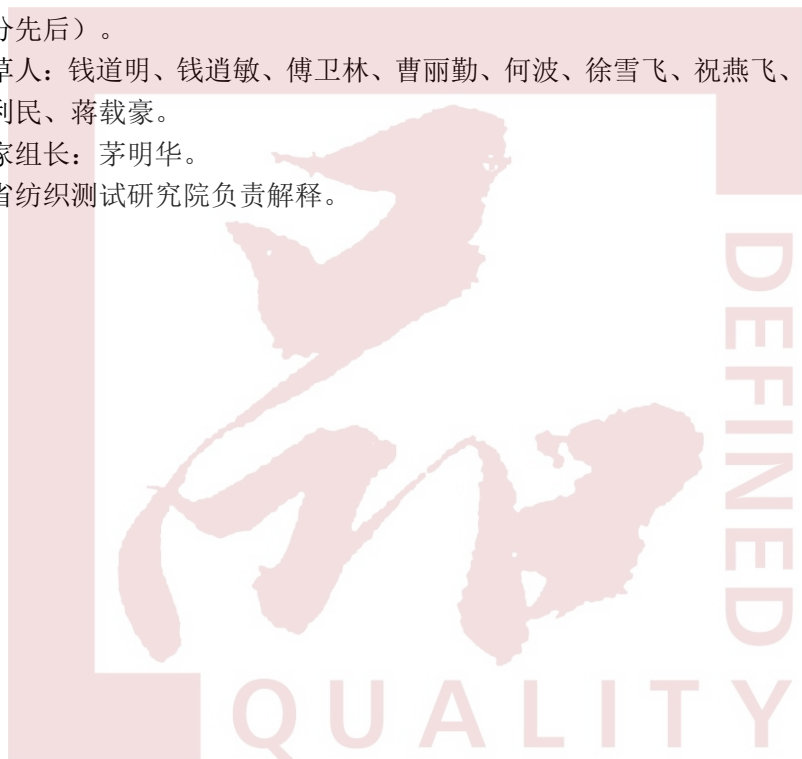 分先后）。
草人：钱道明、钱逍敏、傅卫林、曹丽勤、何波、徐雪飞、祝燕飞、
利民、蒋载豪。
家组长：茅明华。
省纺织测试研究院负责解释。
DEFINED
QUALITY